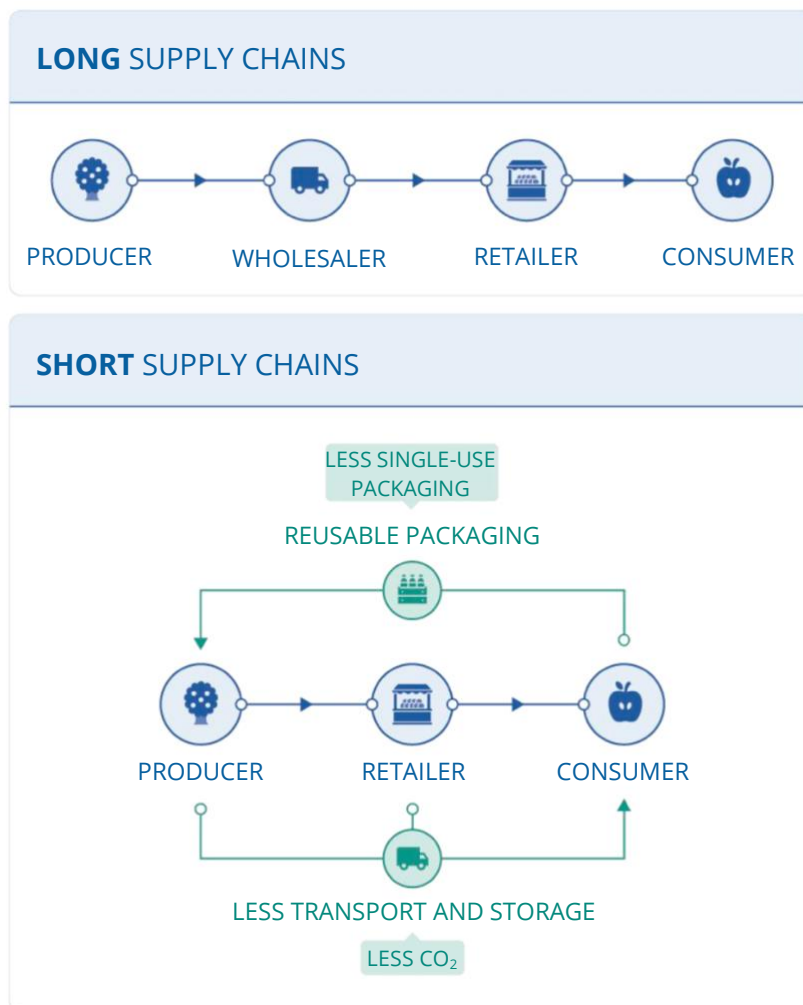 LONG SUPPLY CHAINS
PRODUCER
WHOLESALER
RETAILER
CONSUMER
SHORT SUPPLY CHAINS
LESS SINGLE-USE
PACKAGING
REUSABLE PACKAGING
PRODUCER
RETAILER
CONSUMER
LESS TRANSPORT AND STORAGE
LESS CO₂